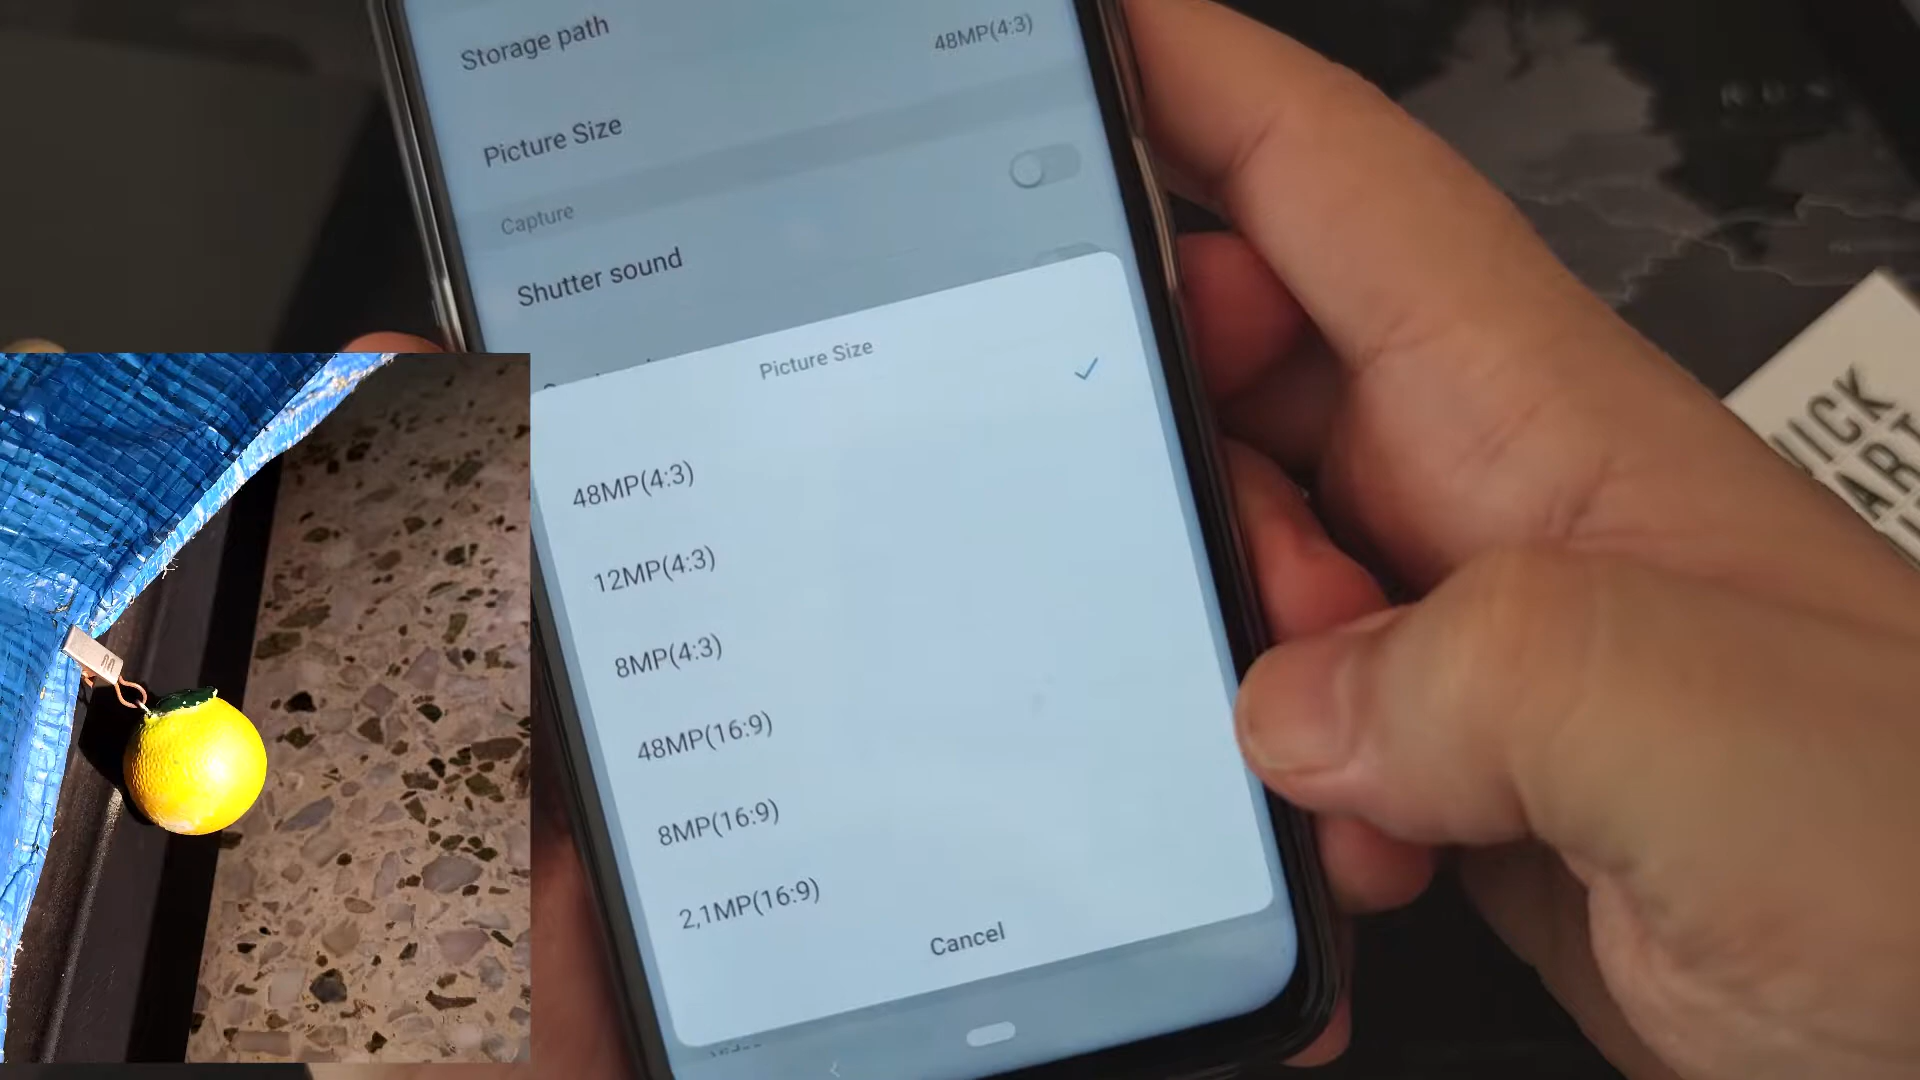 Storage path
48MP(4:3)
Picture Size
Capture
Shutter sound
Picture Size
48MP(4:3)
12MP(4:3)
8MP(4:3)
48MP(16:9)
8MP(16:9)
2,1MP(16:9)
Cancel